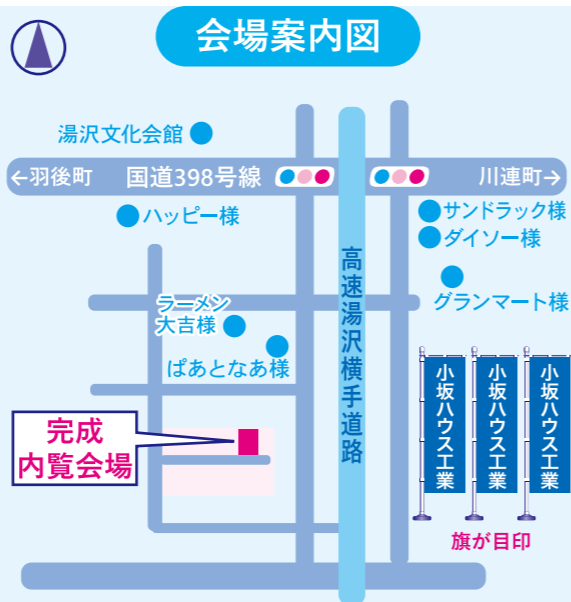 会場案内図
湯沢文化会館
←羽後町
国道398号線
川連町→
ハッピー様
サンドラック様
ダイソー様
グランマート様
高速湯沢横手道路
ラーメン
大吉様
ぱあとなあ様
完成
内覧会場
小坂ハウス工業
小坂ハウス工業
小坂ハウス工業
旗が目印